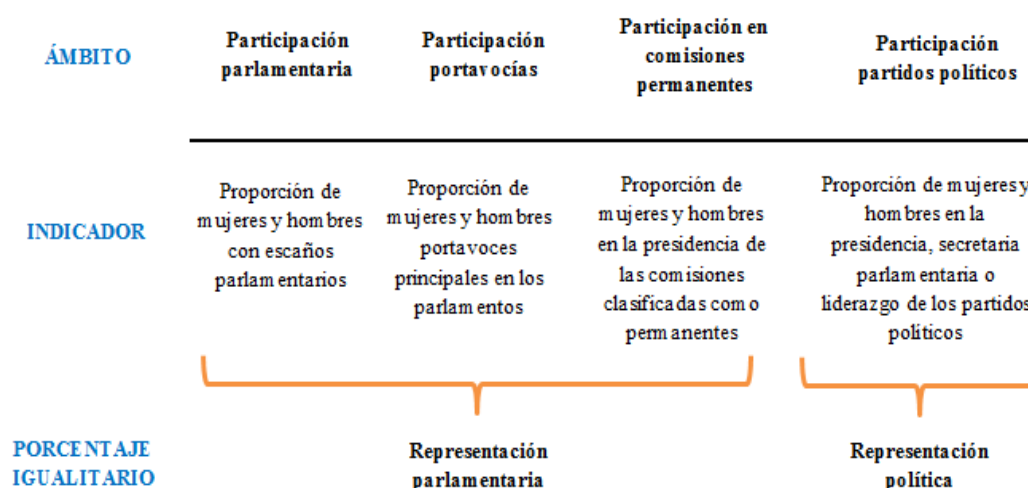 ÁMBITO
Participación
parlamentaria
Participación
portavocías
Participación en
comisiones
permanentes
Participación
partidos políticos
INDICADOR
Proporción de
mujeres y hombres
con escaños
parlamentarios
Proporción de
mujeres y hombres
portavoces
principales en los
parlamentos
Proporción de
mujeres y hombres
en la presidencia de
las comisiones
clasificadas como
permanentes
Proporción de mujeres y
hombres en la
presidencia, secretaria
parlamentaria o
liderazgo de los partidos
políticos
PORCENTAJE
IGUALITARIO
Representación
parlamentaria
Representación
política